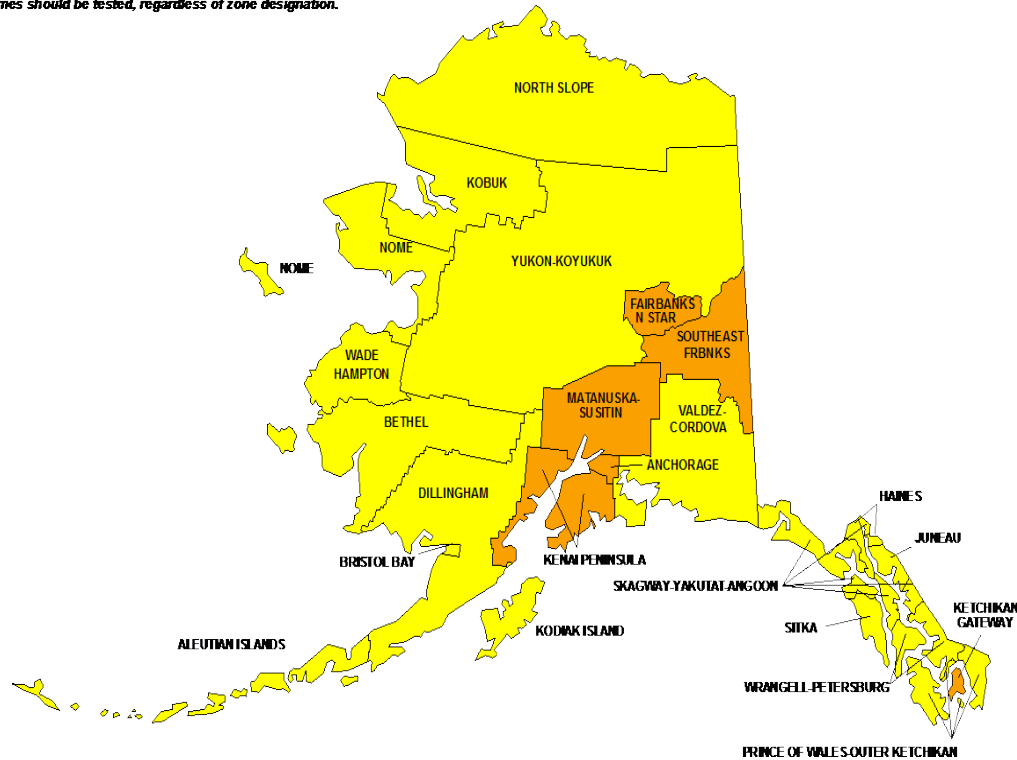 mes should be tested, regardless of zone designation.
NORTH SLOPE
KOBUK
NOME
YUKON-KOYUKUK
NOME
FAIRBANKS
N STAR
SOUTHEAST
FRBNKS
WADE
HAMPTON
MATANUSKA-
SUSITIN
VALDEZ-
CORDOVA
BETHEL
ANCHORAGE
DILLINGHAM
HAINES
JUNEAU
BRISTOL BAY
KENAI PENINSULA
SKAGWAY-YAKUTAT-ANGOON
KETCHIKAN
GATEWAY
SITKA
KODIAK ISLAND
ALEUTIAN ISLANDS
WRANGELL-PETERSBURG
PRINCE OF WALES-OUTER KETCHIKAN